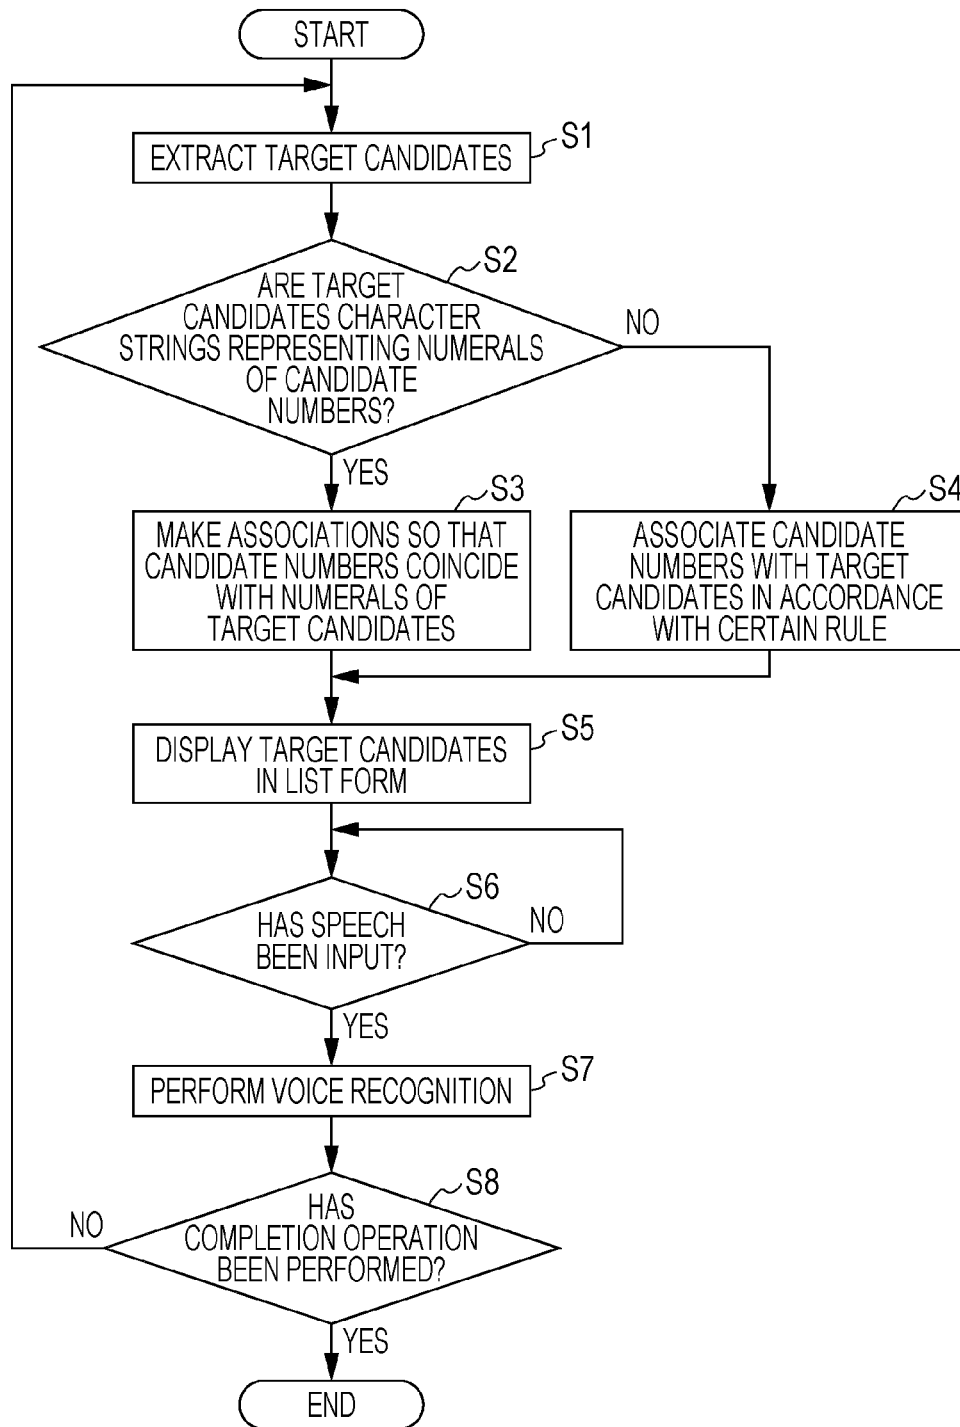 START
S1
EXTRACT TARGET CANDIDATES
S2
ARE TARGET
CANDIDATES CHARACTER
STRINGS REPRESENTING NUMERALS
OF CANDIDATE
NUMBERS?
NO
YES
S3
MAKE ASSOCIATIONS SO THAT
CANDIDATE NUMBERS COINCIDE
WITH NUMERALS OF
TARGET CANDIDATES
S4
ASSOCIATE CANDIDATE
NUMBERS WITH TARGET
CANDIDATES IN ACCORDANCE
WITH CERTAIN RULE
S5
DISPLAY TARGET CANDIDATES
IN LIST FORM
S6
HAS SPEECH
BEEN INPUT?
NO
YES
S7
PERFORM VOICE RECOGNITION
S8
HAS
COMPLETION OPERATION
BEEN PERFORMED?
NO
YES
END